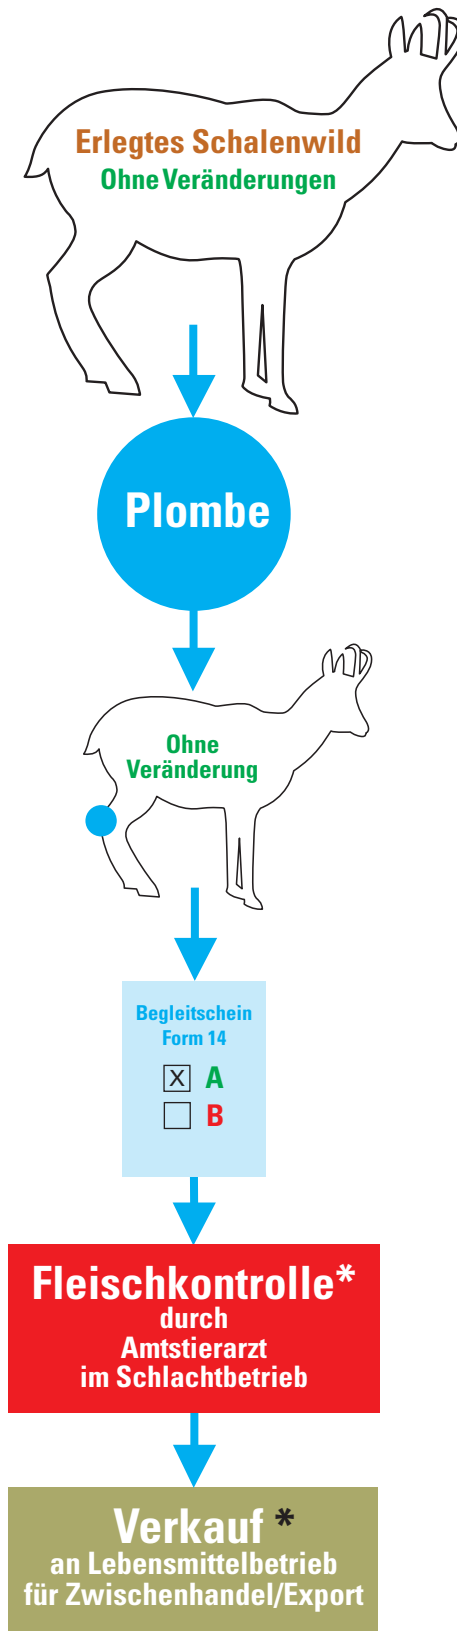 Erlegtes Schalenwild
Ohne Veränderungen
Plombe
Ohne
Veränderung
Begleitschein
Form 14
X A
B
Fleischkontrolle*
durch
Amtstierarzt
im Schlachtbetrieb
Verkauf *
an Lebensmittelbetrieb
für Zwischenhandel/Export